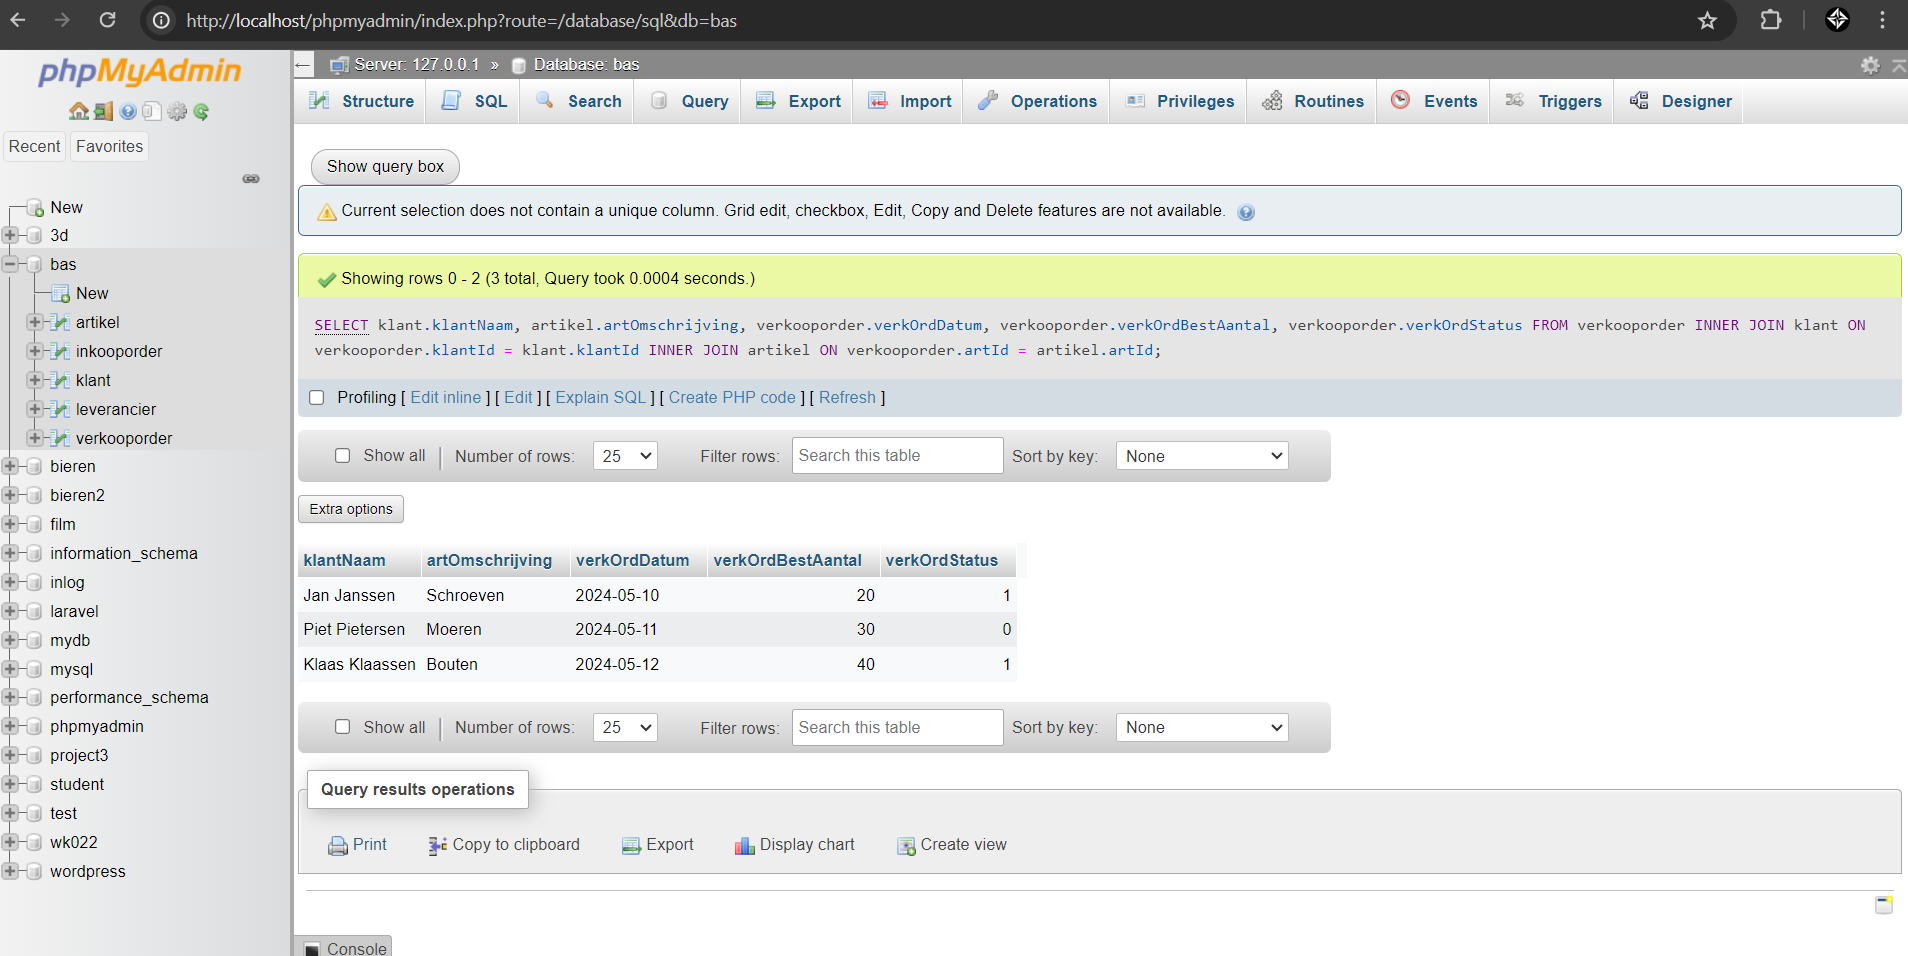 http://localhost/phpmyadmin/index.php?route=/database/sql&db=bas
phpMyAdmin
Recent
Favorites
New
3d
bas
New
artikel
inkooporder
klant
leverancier
verkooporder
bieren
bieren2
film
information_schema
inlog
laravel
mydb
mysql
performance_schema
phpmyadmin
project3
student
test
wk022
wordpress
Server: 127.0.0.1 » Database: bas
Structure SQL Search Query Export Import Operations Privileges Routines Events Triggers Designer
Show query box
Current selection does not contain a unique column. Grid edit, checkbox, Edit, Copy and Delete features are not available.
Showing rows 0 - 2 (3 total, Query took 0.0004 seconds.)
SELECT klant.klantNaam, artikel.artOmschrijving, verkooporder.verkOrdDatum, verkooporder.verkOrdBestAantal, verkooporder.verkOrdStatus FROM verkooporder INNER JOIN klant ON
verkooporder.klantId = klant.klantId INNER JOIN artikel ON verkooporder.artId = artikel.artId;
Profiling [ Edit inline ] [ Edit ] [ Explain SQL ] [ Create PHP code ] [ Refresh ]
Show all | Number of rows: 25 Filter rows: Search this table Sort by key: None
Extra options
klantNaam artOmschrijving verkOrdDatum verkOrdBestAantal verkOrdStatus
Jan Janssen Schroeven 2024-05-10 20 1
Piet Pietersen Moeren 2024-05-11 30 0
Klaas Klaassen Bouten 2024-05-12 40 1
Show all | Number of rows: 25 Filter rows: Search this table Sort by key: None
Query results operations
Print Copy to clipboard Export Display chart Create view
Console